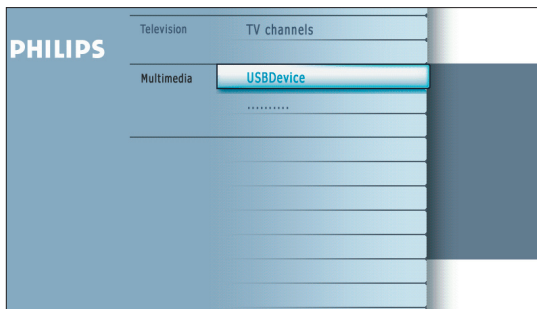 Television TV channels
PHILIPS
Multimedia USBDevice
..........